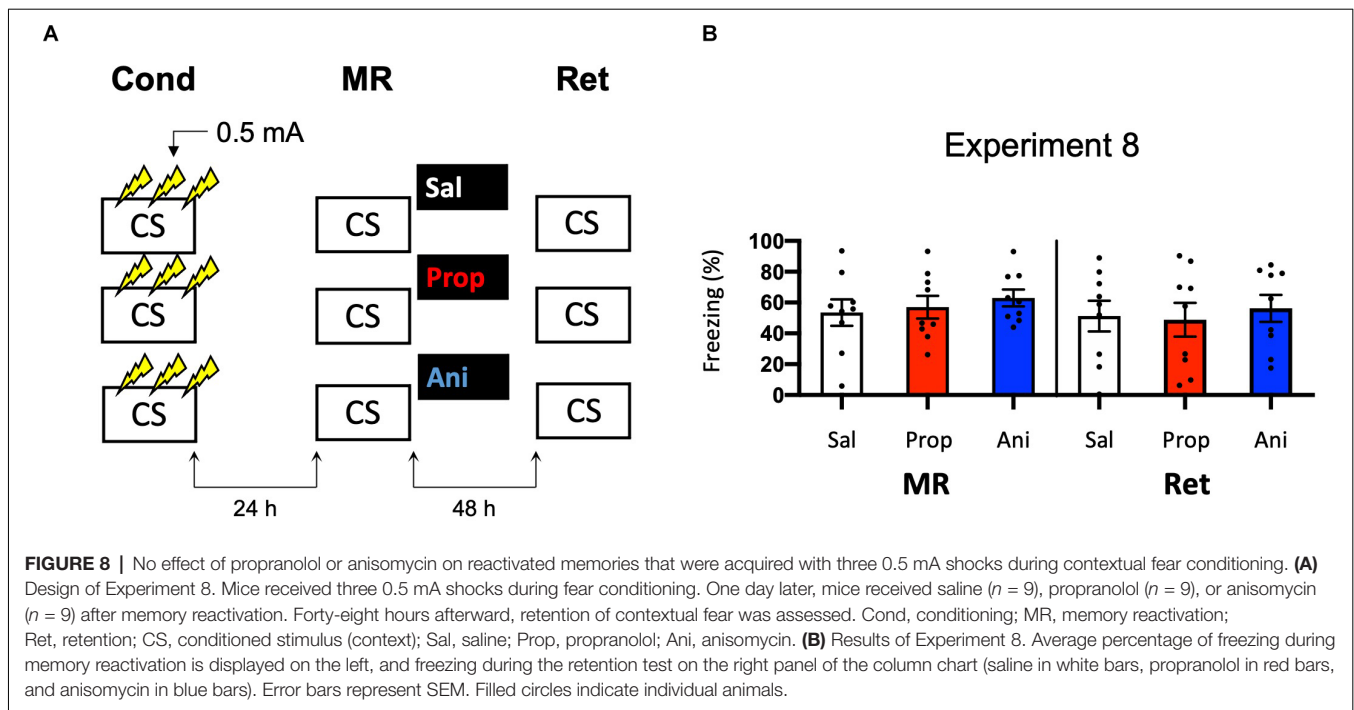 A
Cond MR Ret
0.5 mA
Sal
CS CS CS
Prop
CS CS CS
Ani
CS CS CS
24 h 48 h
B
Experiment 8
Freezing (%)
100
80
60
40
20
0
Sal Prop Ani Sal Prop Ani
MR Ret
FIGURE 8 | No effect of propranolol or anisomycin on reactivated memories that were acquired with three 0.5 mA shocks during contextual fear conditioning. (A)
Design of Experiment 8. Mice received three 0.5 mA shocks during fear conditioning. One day later, mice received saline (n = 9), propranolol (n = 9), or anisomycin
(n = 9) after memory reactivation. Forty-eight hours afterward, retention of contextual fear was assessed. Cond, conditioning; MR, memory reactivation;
Ret, retention; CS, conditioned stimulus (context); Sal, saline; Prop, propranolol; Ani, anisomycin. (B) Results of Experiment 8. Average percentage of freezing during
memory reactivation is displayed on the left, and freezing during the retention test on the right panel of the column chart (saline in white bars, propranolol in red bars,
and anisomycin in blue bars). Error bars represent SEM. Filled circles indicate individual animals.